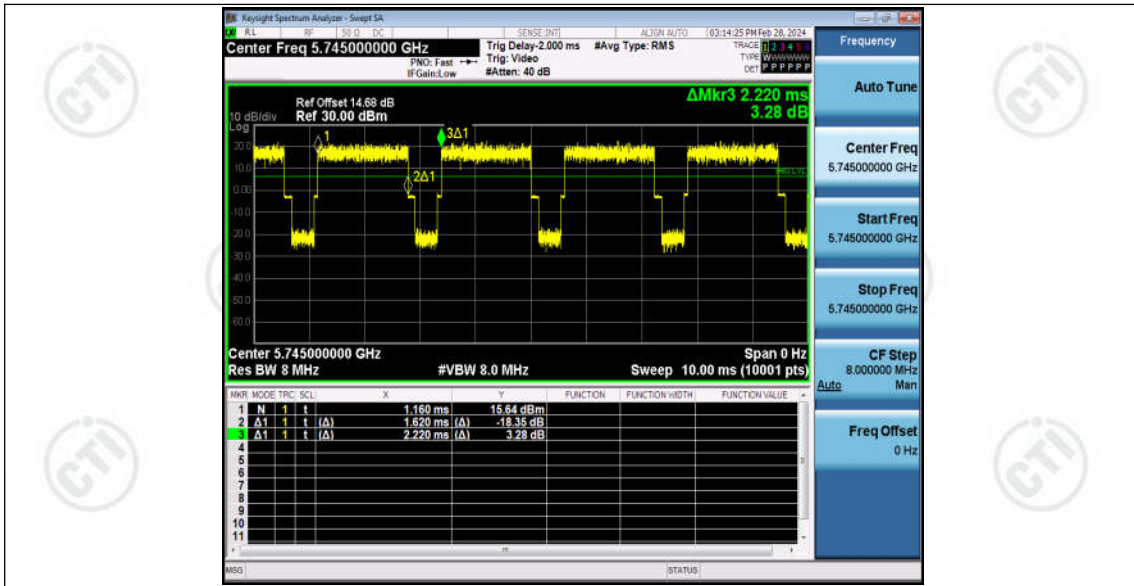 Keysight Spectrum Analyzer - Swept SA
RL RF 50 Ω DC SENSE:INT ALIGN AUTO 03:14:25 PM Feb 28, 2024
Center Freq 5.745000000 GHz
PNO: Fast
IFGain:Low
Trig Delay-2.000 ms
Trig: Video
#Atten: 40 dB
#Avg Type: RMS
TRACE 1 2 3 4 5 6
TYPE WWWWWW
DET P P P P P P
Frequency
Auto Tune
Center Freq
5.745000000 GHz
Start Freq
5.745000000 GHz
Stop Freq
5.745000000 GHz
CF Step
8.000000 MHz
Auto Man
Freq Offset
0 Hz
ΔMkr3 2.220 ms
3.28 dB
Ref Offset 14.68 dB
10 dB/div Ref 30.00 dBm
Log
20.0
10.0
0.00
-10.0
-20.0
-30.0
-40.0
-50.0
-60.0
1
3Δ1
2Δ1
Center 5.745000000 GHz Span 0 Hz
Res BW 8 MHz #VBW 8.0 MHz Sweep 10.00 ms (10001 pts)
MKR MODE TRC SCL X Y FUNCTION FUNCTION WIDTH FUNCTION VALUE
1 N 1 t 1.160 ms 15.64 dBm
2 Δ1 1 t (Δ) 1.620 ms (Δ) -18.35 dB
3 Δ1 1 t (Δ) 2.220 ms (Δ) 3.28 dB
4
5
6
7
8
9
10
11
MSG STATUS
CTI
CTI
CTI
CTI